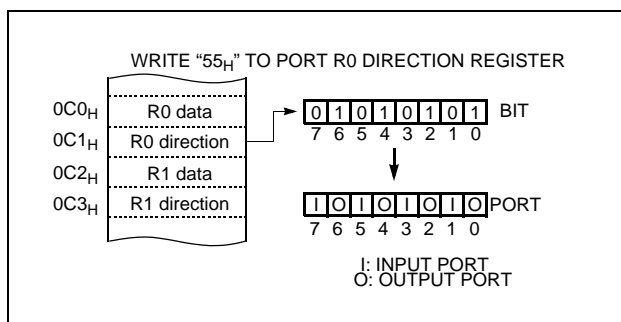 WRITE “55H” TO PORT R0 DIRECTION REGISTER
0C0H R0 data
0C1H R0 direction
0C2H R1 data
0C3H R1 direction
0 1 0 1 0 1 0 1 BIT
7 6 5 4 3 2 1 0
I O I O I O I O PORT
7 6 5 4 3 2 1 0
I: INPUT PORT
O: OUTPUT PORT